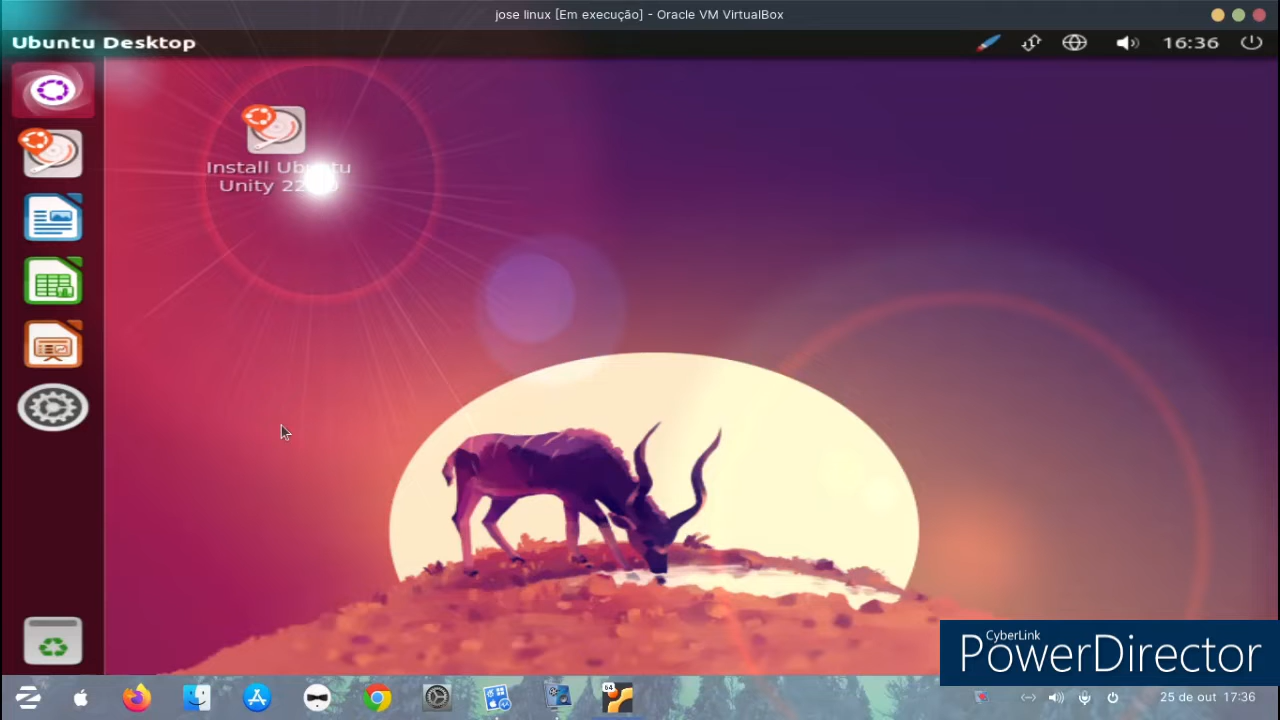 jose linux [Em execução] - Oracle VM VirtualBox
Ubuntu Desktop
16:36
Install Ubuntu
Unity
CyberLink
PowerDirector
64
25 de out 17:36